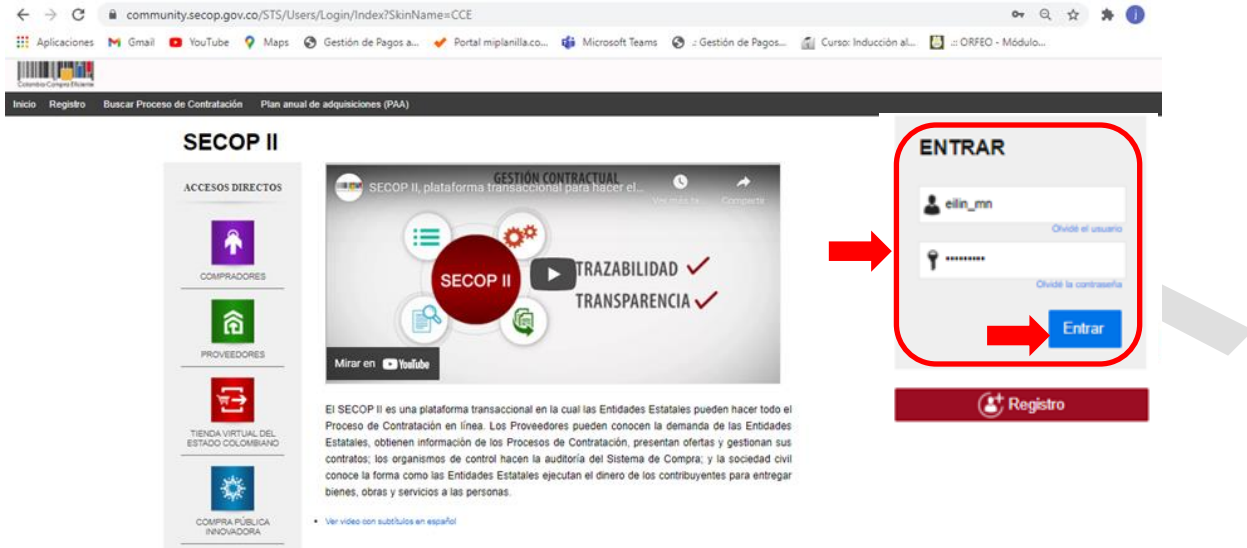 community.secop.gov.co/STS/Users/Login/Index?SkinName=CCE
Aplicaciones Gmail YouTube Maps Gestión de Pagos a... Portal miplanilla.co... Microsoft Teams .: Gestión de Pagos... Curso: Inducción al... .:: ORFEO - Módulo...
Colombia Compra Eficiente
Inicio Registro Buscar Proceso de Contratación Plan anual de adquisiciones (PAA)
SECOP II
ACCESOS DIRECTOS
COMPRADORES
PROVEEDORES
TIENDA VIRTUAL DEL
ESTADO COLOMBIANO
COMPRA PÚBLICA
INNOVADORA
GESTIÓN CONTRACTUAL
SECOP II, plataforma transaccional para hacer el...
Ver más ta... Compartir
SECOP II
TRAZABILIDAD
TRANSPARENCIA
Mirar en YouTube
El SECOP II es una plataforma transaccional en la cual las Entidades Estatales pueden hacer todo el
Proceso de Contratación en línea. Los Proveedores pueden conocer la demanda de las Entidades
Estatales, obtienen información de los Procesos de Contratación, presentan ofertas y gestionan sus
contratos; los organismos de control hacen la auditoría del Sistema de Compra; y la sociedad civil
conoce la forma como las Entidades Estatales ejecutan el dinero de los contribuyentes para entregar
bienes, obras y servicios a las personas.
• Ver video con subtítulos en español
ENTRAR
eilin_mn
Olvidé el usuario
•••••••••
Olvidé la contraseña
Entrar
Registro